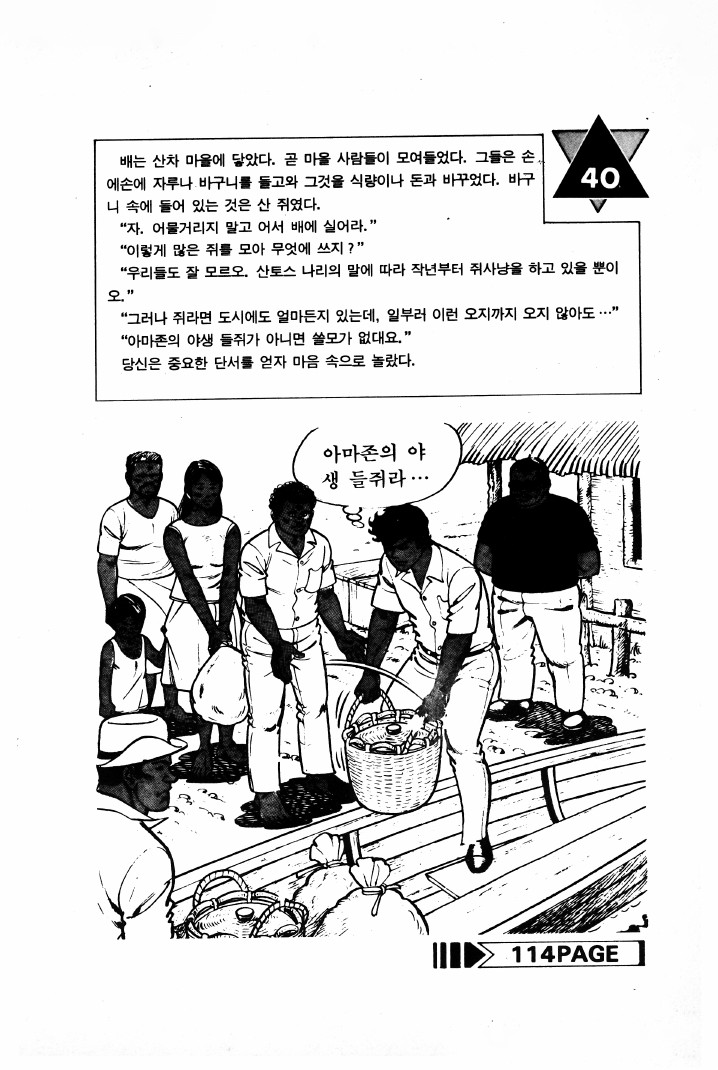 배는 산차 마을에 닿았다. 곧 마을 사람들이 모여들었다. 그들은 손
에손에 자루나 바구니를 들고와 그것을 식량이나 돈과 바꾸었다. 바구
니 속에 들어 있는 것은 산 쥐였다.
“자. 어물거리지 말고 어서 배에 실어라.”
“이렇게 많은 쥐를 모아 무엇에 쓰지?”
“우리들도 잘 모르오. 산토스 나리의 말에 따라 작년부터 쥐사냥을 하고 있을 뿐이
오.”
“그러나 쥐라면 도시에도 얼마든지 있는데, 일부러 이런 오지까지 오지 않아도…”
“아마존의 야생 들쥐가 아니면 쓸모가 없대요.”
당신은 중요한 단서를 얻자 마음 속으로 놀랐다.
40
아마존의 야
생 들쥐라…
114PAGE